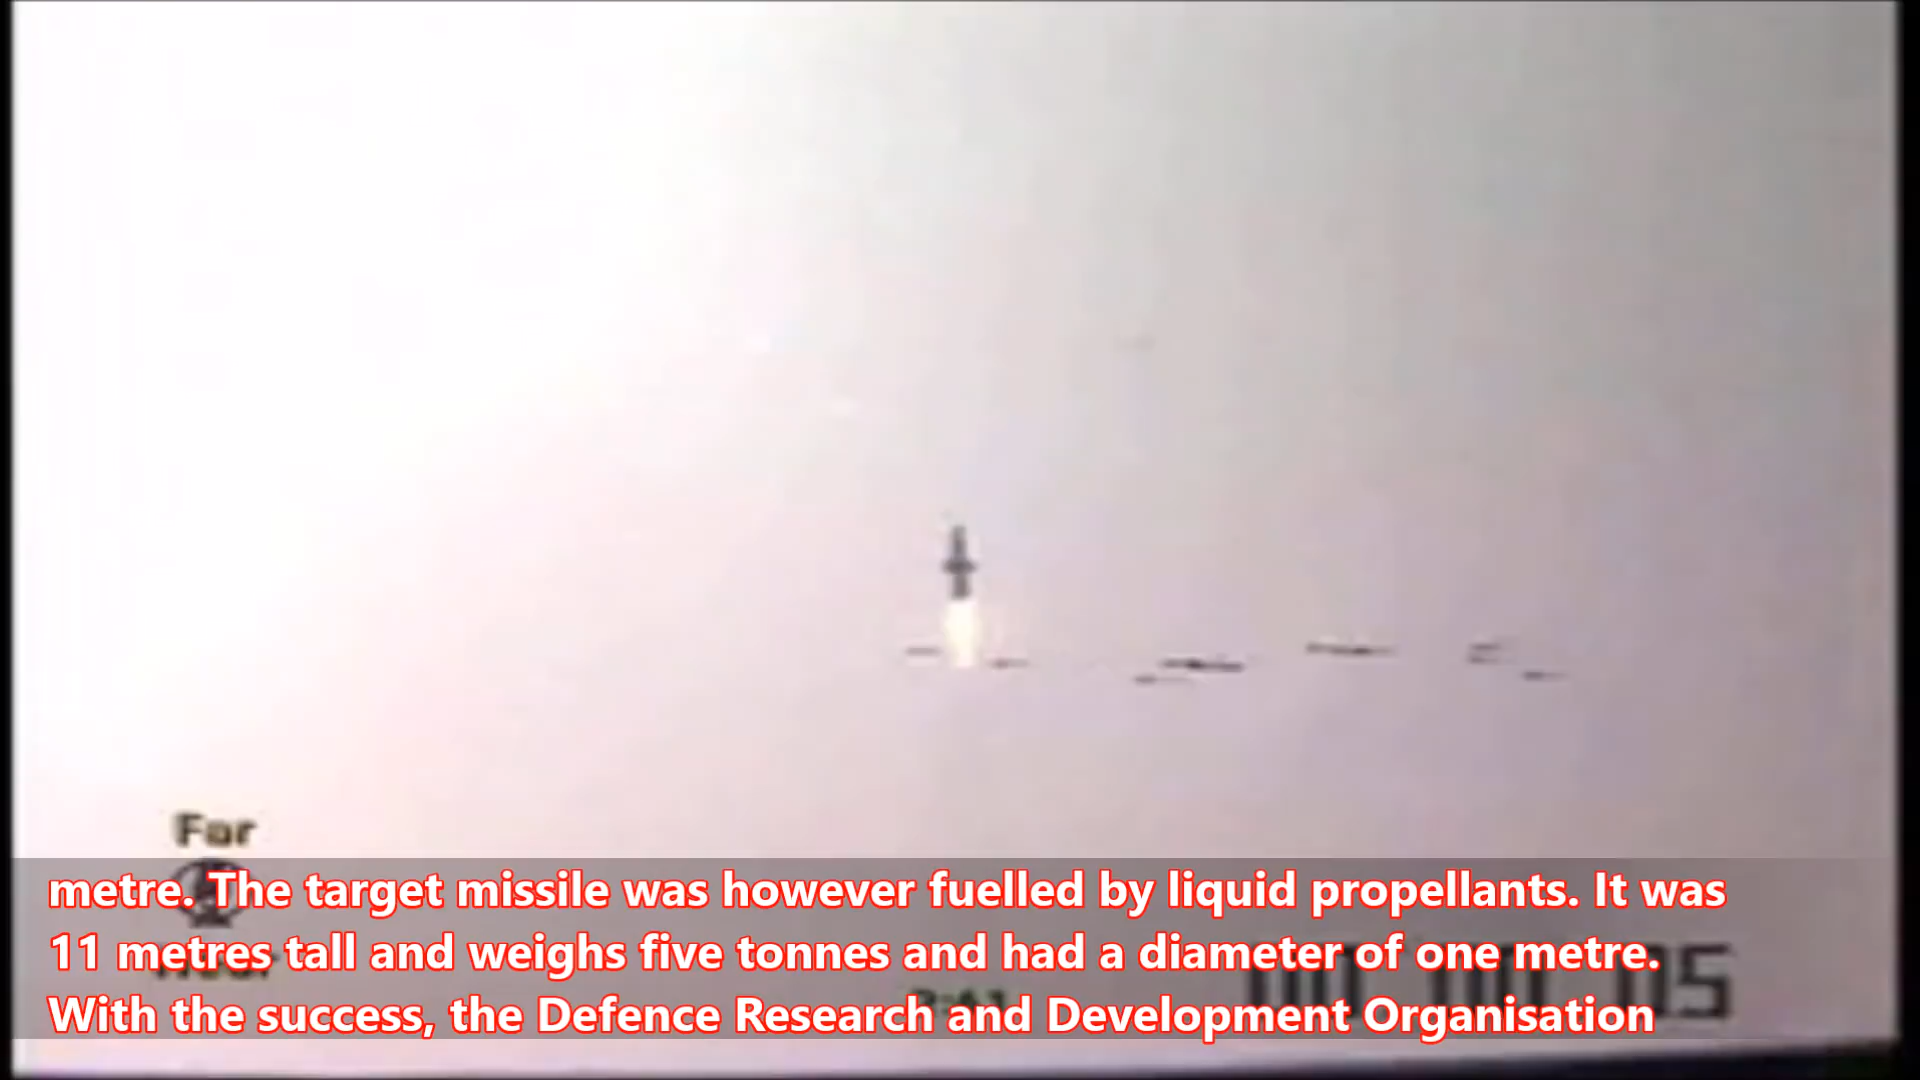 Far
metre. The target missile was however fuelled by liquid propellants. It was
11 metres tall and weighs five tonnes and had a diameter of one metre.
With the success, the Defence Research and Development Organisation